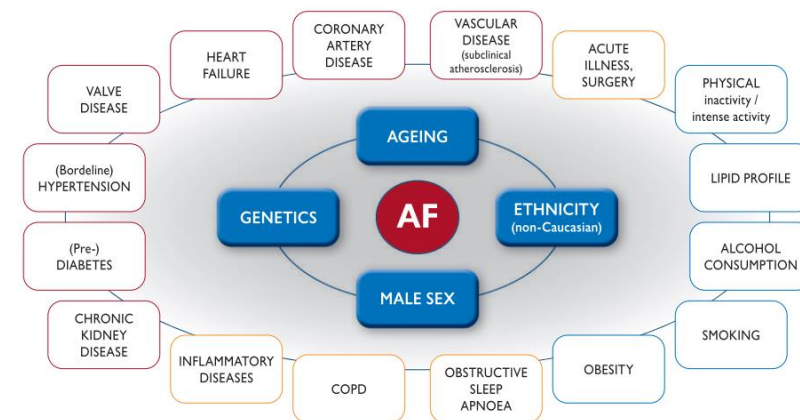 CORONARY
ARTERY
DISEASE
VASCULAR
DISEASE
(subclinical
atherosclerosis)
HEART
FAILURE
ACUTE
ILLNESS,
SURGERY
VALVE
DISEASE
PHYSICAL
inactivity /
intense activity
AGEING
(Bordeline)
HYPERTENSION
LIPID PROFILE
GENETICS
AF
ETHNICITY
(non-Caucasian)
(Pre-)
DIABETES
ALCOHOL
CONSUMPTION
MALE SEX
CHRONIC
KIDNEY
DISEASE
SMOKING
INFLAMMATORY
DISEASES
COPD
OBSTRUCTIVE
SLEEP
APNOEA
OBESITY